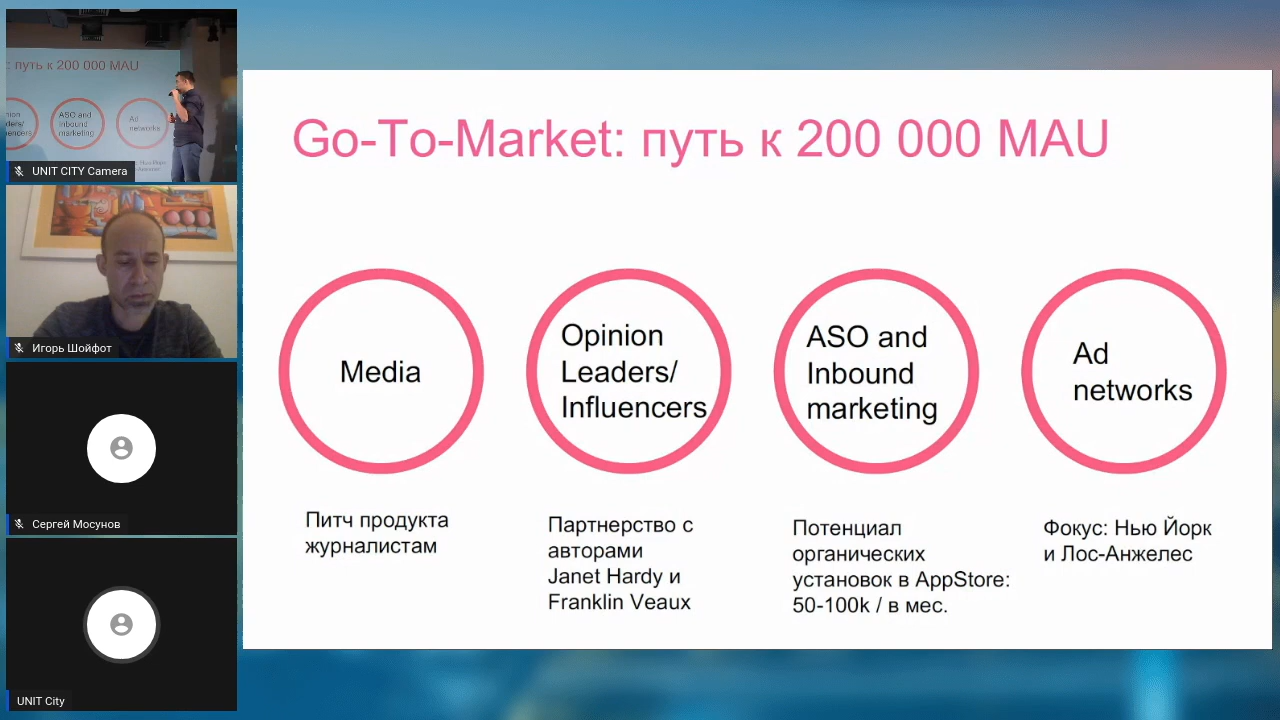 : путь к 200 000 MAU
ASO and
Inbound
marketing
Ad
networks
UNIT CITY Camera
Игорь Шойфот
Сергей Мосунов
UNIT City
Go-To-Market: путь к 200 000 MAU
Media
Opinion
Leaders/
Influencers
ASO and
Inbound
marketing
Ad
networks
Питч продукта
журналистам
Партнерство с
авторами
Janet Hardy и
Franklin Veaux
Потенциал
органических
установок в AppStore:
50-100k / в мес.
Фокус: Нью Йорк
и Лос-Анжелес